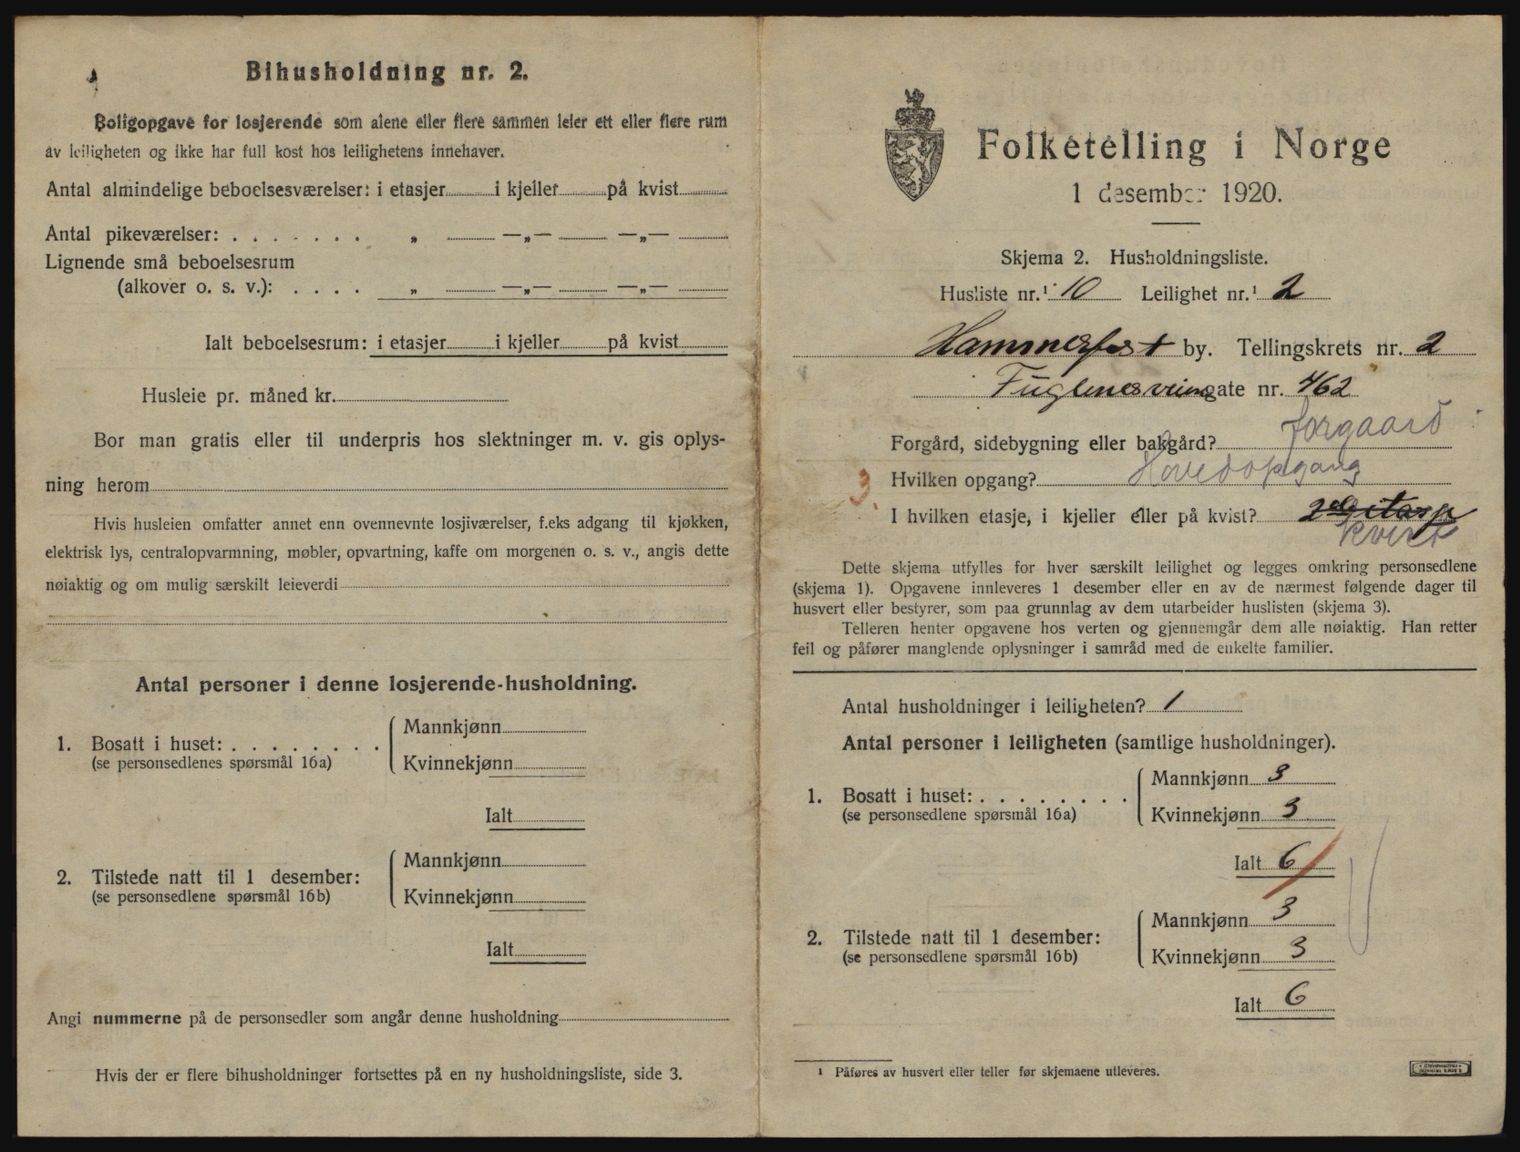 Bihusholdning nr. 2.
Boligopgave for losjerende som alene eller flere sammen leier ett eller flere rum
av leiligheten og ikke har full kost hos leilighetens innehaver.
Antal almindelige beboelsesværelser: i etasjer i kjeller på kvist
Antal pikeværelser: . . . . . . . „ —„— —„—
Lignende små beboelsesrum
(alkover o. s. v.): . . . . „ —„— —„—
Ialt beboelsesrum: i etasjer i kjeller på kvist
Husleie pr. måned kr.
Bor man gratis eller til underpris hos slektninger m. v. gis oplys-
ning herom
Hvis husleien omfatter annet enn ovennevnte losjiværelser, f.eks adgang til kjøkken,
elektrisk lys, centralopvarmning, møbler, opvartning, kaffe om morgenen o. s. v., angis dette
nøiaktig og om mulig særskilt leieverdi
Antal personer i denne losjerende-husholdning.
Mannkjønn
1. Bosatt i huset: . . . . . . . .
(se personsedlenes spørsmål 16a)
Kvinnekjønn
Ialt
Mannkjønn
2. Tilstede natt til 1 desember:
(se personsedlene spørsmål 16b)
Kvinnekjønn
Ialt
Angi nummerne på de personsedler som angår denne husholdning
Hvis der er flere bihusholdninger fortsettes på en ny husholdningsliste, side 3.
Folketelling i Norge
1 desember 1920.
Skjema 2. Husholdningsliste.
Husliste nr.¹ 10 Leilighet nr.¹ 2
Hammerfest by. Tellingskrets nr. 2
Fuglenesveien gate nr. 462
Forgård, sidebygning eller bakgård? forgaard
3.
Hvilken opgang? Hovedopgang
I hvilken etasje, i kjeller eller på kvist? 2den etasje
kvist
Dette skjema utfylles for hver særskilt leilighet og legges omkring personsedlene
(skjema 1). Opgavene innleveres 1 desember eller en av de nærmest følgende dager til
husvert eller bestyrer, som paa grunnlag av dem utarbeider huslisten (skjema 3).
Telleren henter opgavene hos verten og gjennemgår dem alle nøiaktig. Han retter
feil og påfører manglende oplysninger i samråd med de enkelte familier.
Antal husholdninger i leiligheten? 1
Antal personer i leiligheten (samtlige husholdninger).
Mannkjønn 3
1. Bosatt i huset: . . . . . . . .
(se personsedlene spørsmål 16a)
Kvinnekjønn 3
Ialt 6
Mannkjønn 3
2. Tilstede natt til 1 desember:
(se personsedlene spørsmål 16b)
Kvinnekjønn 3
Ialt 6
¹ Påføres av husvert eller teller før skjemaene utleveres.